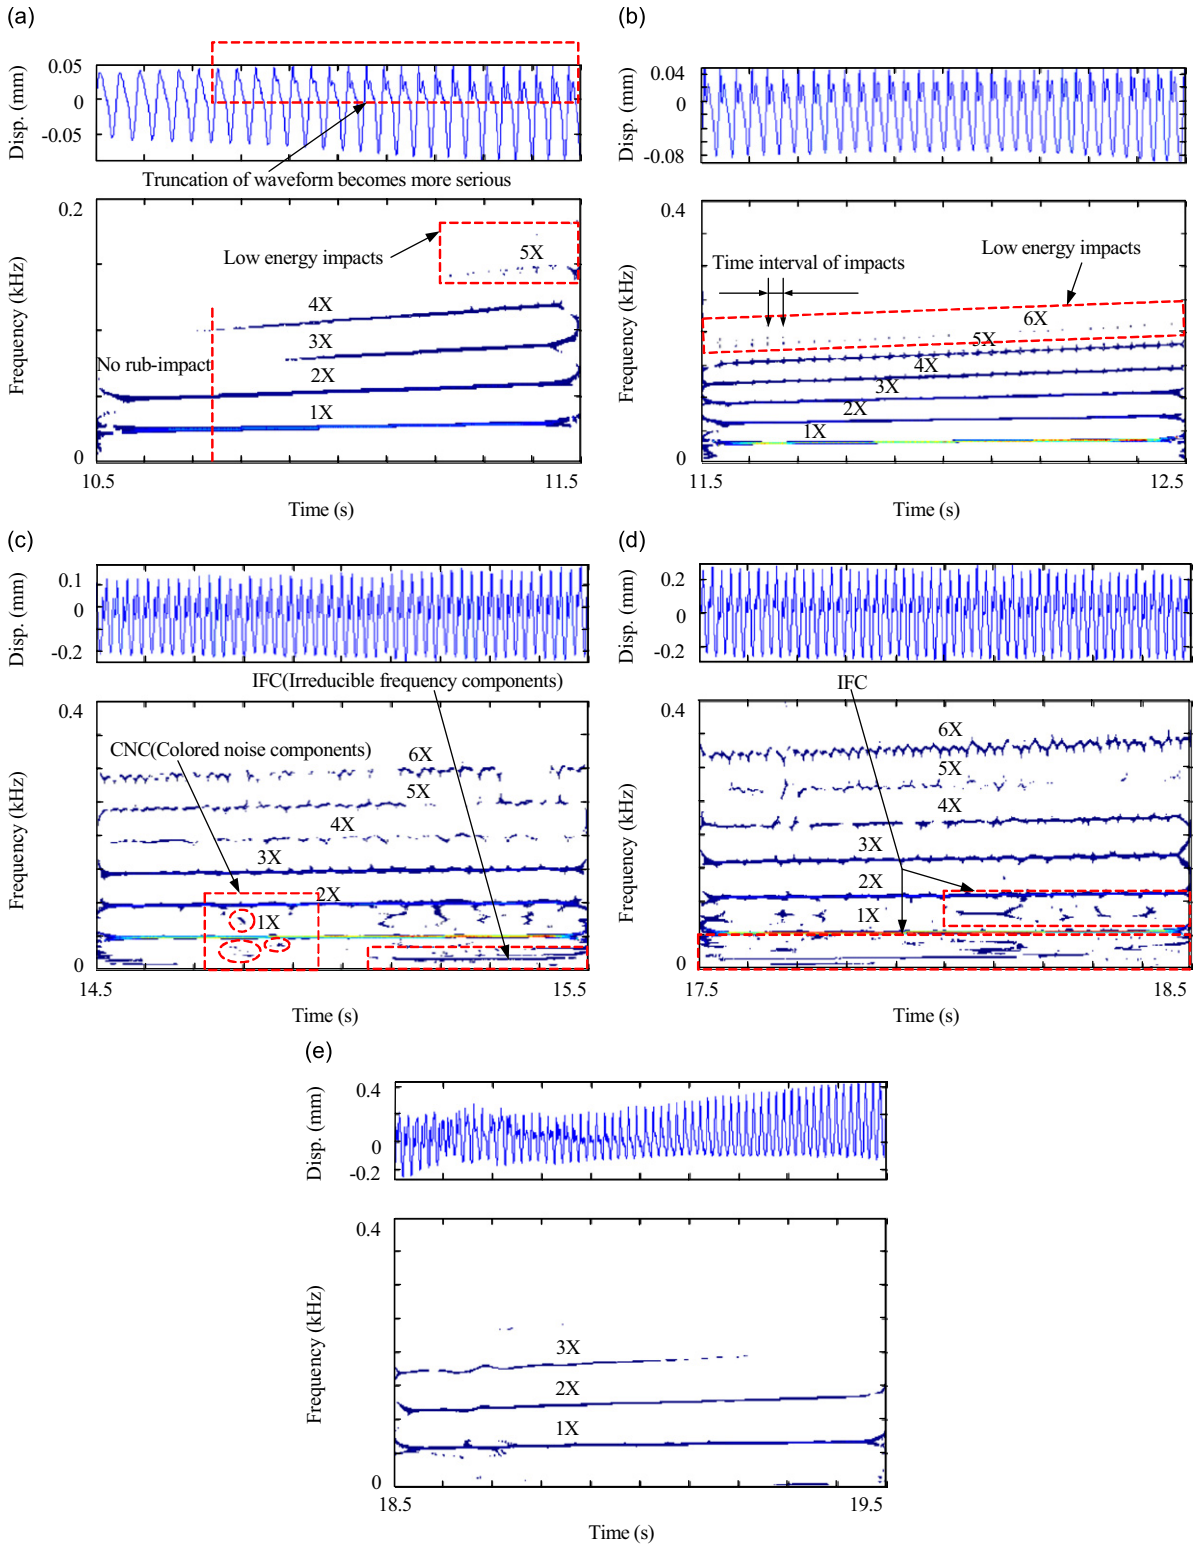 (a)
0.05
0
-0.05
Disp. (mm)
Truncation of waveform becomes more serious
0.2
Low energy impacts
5X
4X
3X
No rub-impact
2X
1X
0
Frequency (kHz)
10.5
11.5
Time (s)
(b)
0.04
0
-0.08
Disp. (mm)
0.4
Low energy impacts
Time interval of impacts
6X
5X
4X
3X
2X
1X
0
Frequency (kHz)
11.5
12.5
Time (s)
(c)
0.1
0
-0.2
Disp. (mm)
IFC(Irreducible frequency components)
0.4
CNC(Colored noise components)
6X
5X
4X
3X
2X
1X
0
Frequency (kHz)
14.5
15.5
Time (s)
(d)
0.2
0
-0.2
Disp. (mm)
IFC
0.4
6X
5X
4X
3X
2X
1X
0
Frequency (kHz)
17.5
18.5
Time (s)
(e)
0.4
0
-0.2
Disp. (mm)
0.4
3X
2X
1X
0
Frequency (kHz)
18.5
19.5
Time (s)